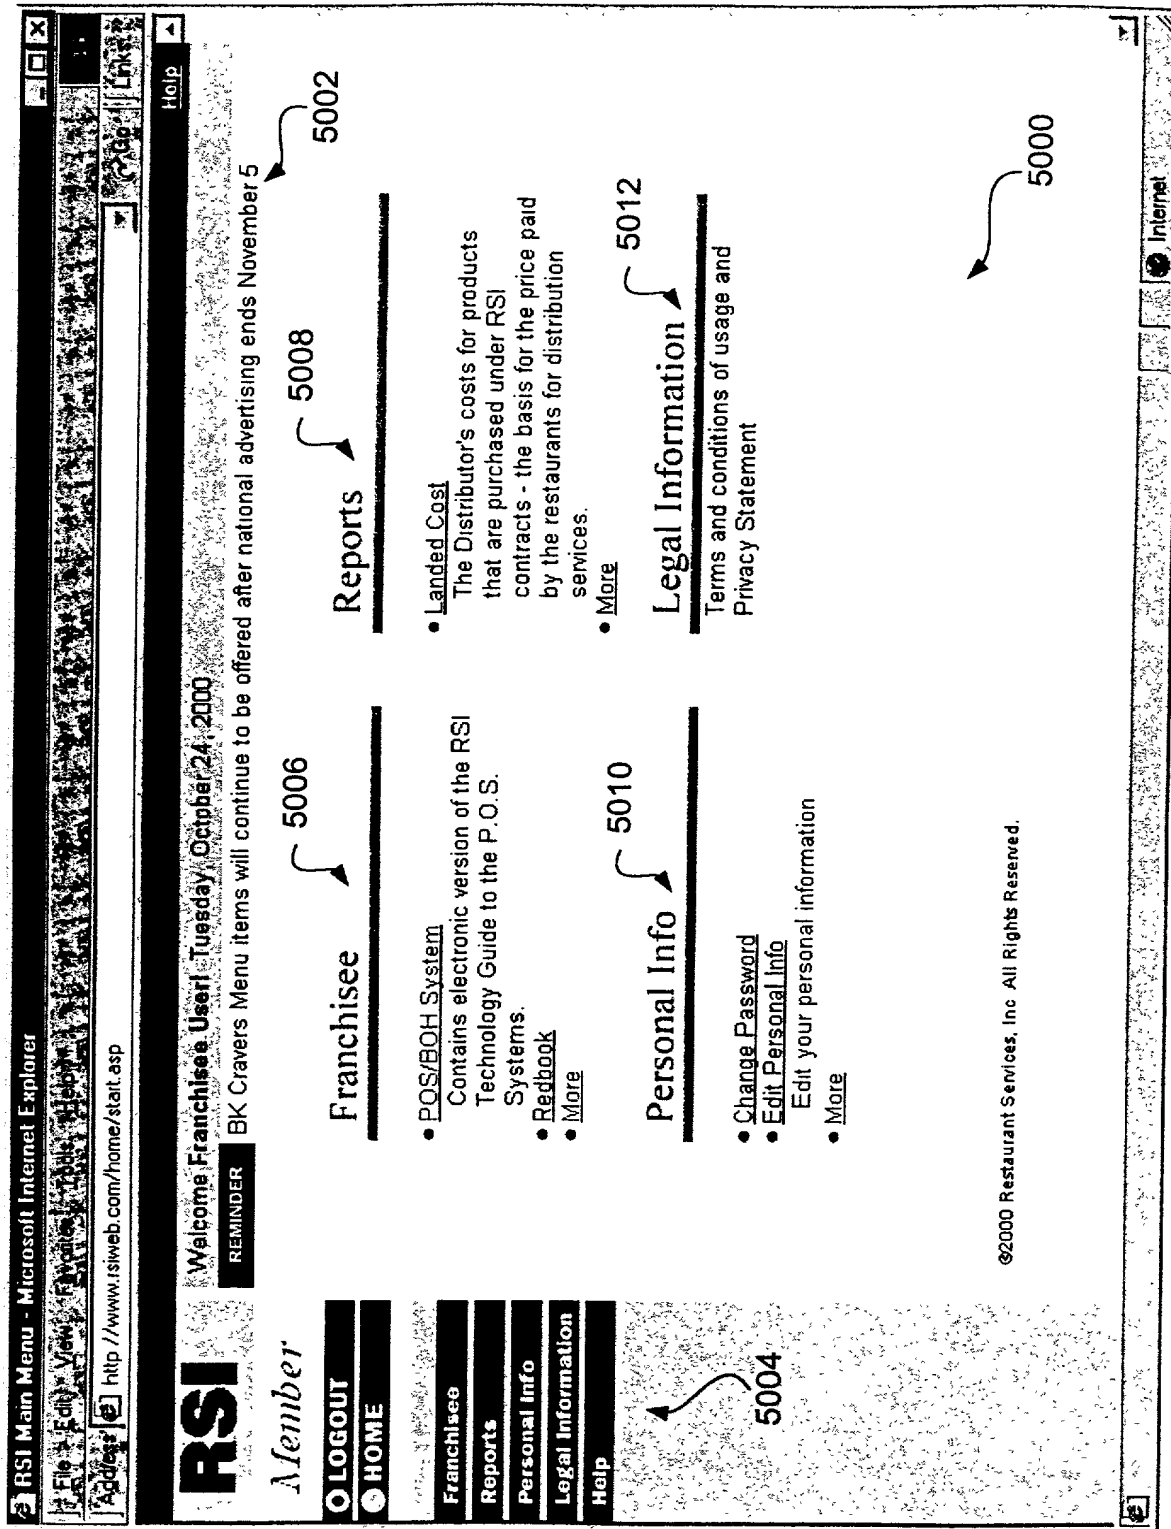 RSI Main Menu - Microsoft Internet Explorer
File Edit View Favorites Tools Help
Address http://www.rsiweb.com/home/start.asp Go Links »
Help
RSI
Welcome Franchisee User! Tuesday, October 24, 2000
REMINDER BK Cravers Menu items will continue to be offered after national advertising ends November 5
5002
Member
LOGOUT
HOME
Franchisee
Reports
Personal Info
Legal Information
Help
5004
5006
Franchisee
• POS/BOH System
Contains electronic version of the RSI
Technology Guide to the P.O.S.
Systems.
• Redbook
• More
5008
Reports
• Landed Cost
The Distributor's costs for products
that are purchased under RSI
contracts - the basis for the price paid
by the restaurants for distribution
services.
• More
5010
Personal Info
• Change Password
• Edit Personal Info
Edit your personal information
• More
5012
Legal Information
Terms and conditions of usage and
Privacy Statement
5000
©2000 Restaurant Services, Inc. All Rights Reserved.
Internet